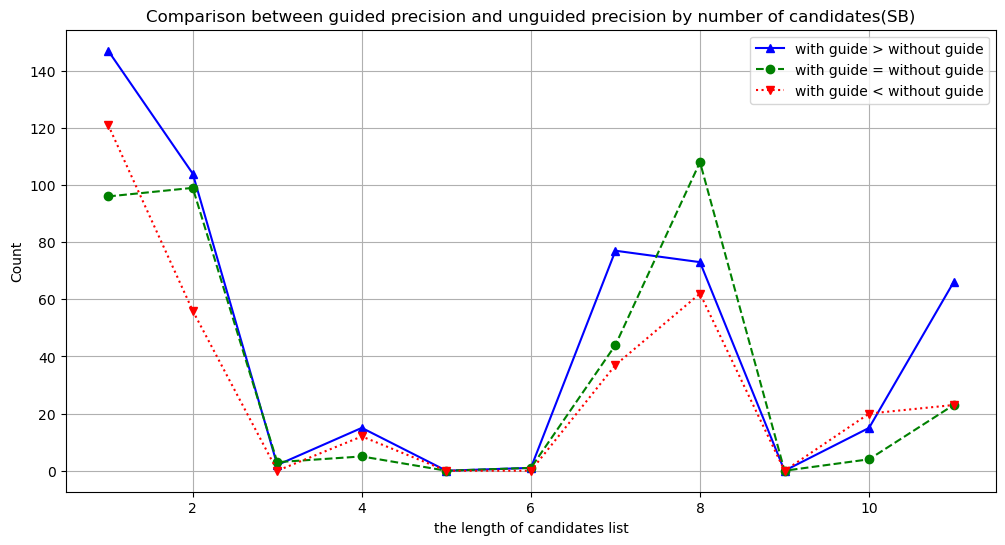 Comparison between guided precision and unguided precision by number of candidates(SB)
with guide > without guide
with guide = without guide
with guide < without guide
Count
140
120
100
80
60
40
20
0
2 4 6 8 10
the length of candidates list